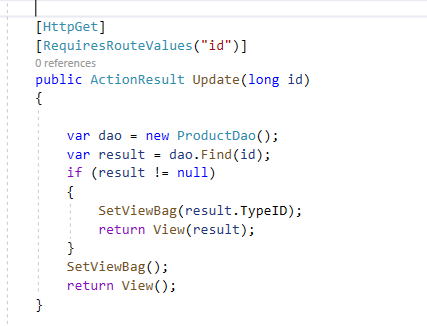 [HttpGet]
[RequiresRouteValues("id")]
0 references
public ActionResult Update(long id)
{
var dao = new ProductDao();
var result = dao.Find(id);
if (result != null)
{
SetViewBag(result.TypeID);
return View(result);
}
SetViewBag();
return View();
}